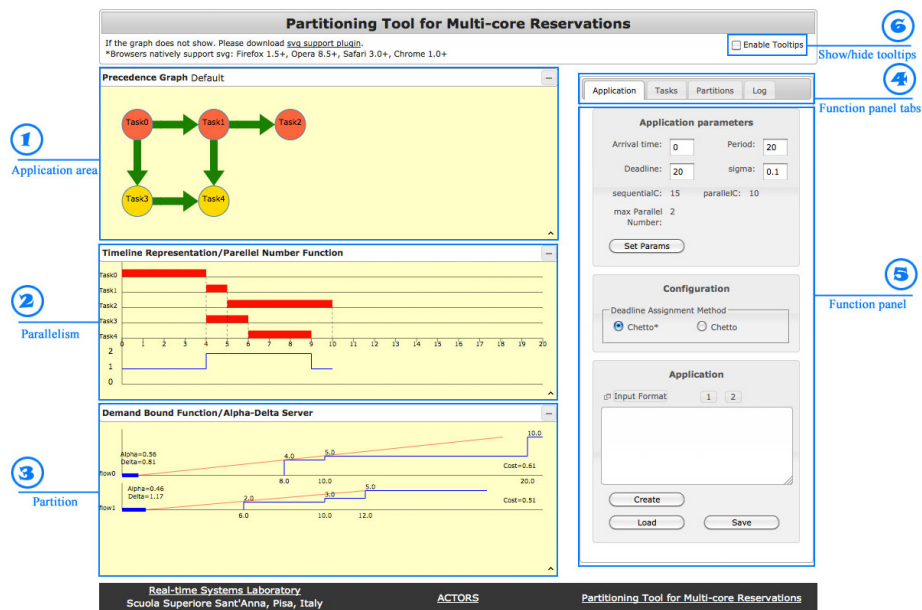 Partitioning Tool for Multi-core Reservations
If the graph does not show. Please download svg support plugin.
*Browsers natively support svg: Firefox 1.5+, Opera 8.5+, Safari 3.0+, Chrome 1.0+
Enable Tooltips
6
Show/hide tooltips
1
Application area
Precedence Graph Default
Task0
Task1
Task2
Task3
Task4
2
Parallelism
Timeline Representation/Parellel Number Function
Task0
Task1
Task2
Task3
Task4
0 1 2 3 4 5 6 7 8 9 10 11 12 13 14 15 16 17 18 19 20
2
1
0
3
Partition
Demand Bound Function/Alpha-Delta Server
Alpha=0.56
Delta=0.81
flow0
4.0
5.0
10.0
Cost=0.61
8.0 10.0 20.0
Alpha=0.46
Delta=1.17
flow1
2.0
3.0
5.0
Cost=0.51
6.0 10.0 12.0
4
Function panel tabs
Application Tasks Partitions Log
Application parameters
Arrival time: 0 Period: 20
Deadline: 20 sigma: 0.1
sequentialC: 15 parallelC: 10
max Parallel 2
Number:
Set Params
5
Function panel
Configuration
Deadline Assignment Method
Chetto* Chetto
Application
Input Format 1 2
Create
Load Save
Real-time Systems Laboratory
Scuola Superiore Sant'Anna, Pisa, Italy
ACTORS
Partitioning Tool for Multi-core Reservations